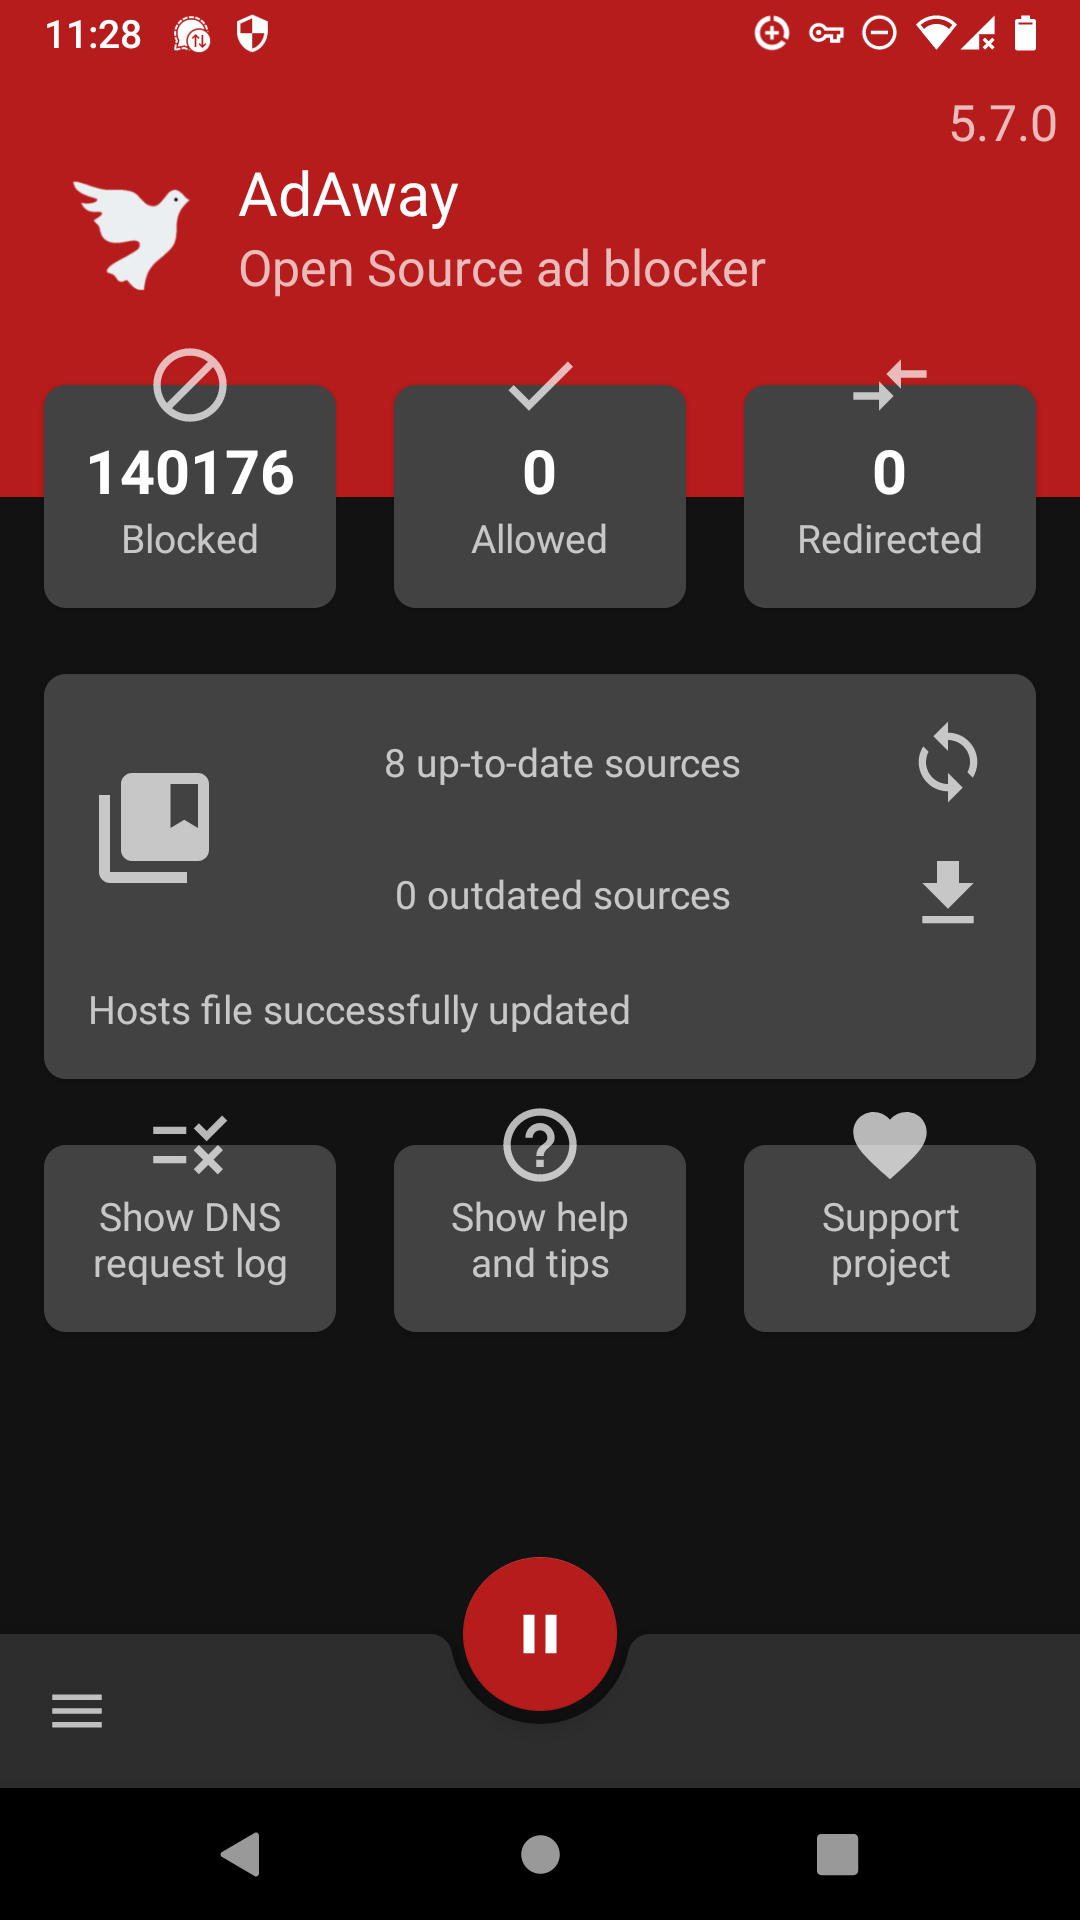 11:28
5.7.0
AdAway
Open Source ad blocker
140176
Blocked
0
Allowed
0
Redirected
8 up-to-date sources
0 outdated sources
Hosts file successfully updated
Show DNS
request log
Show help
and tips
Support
project